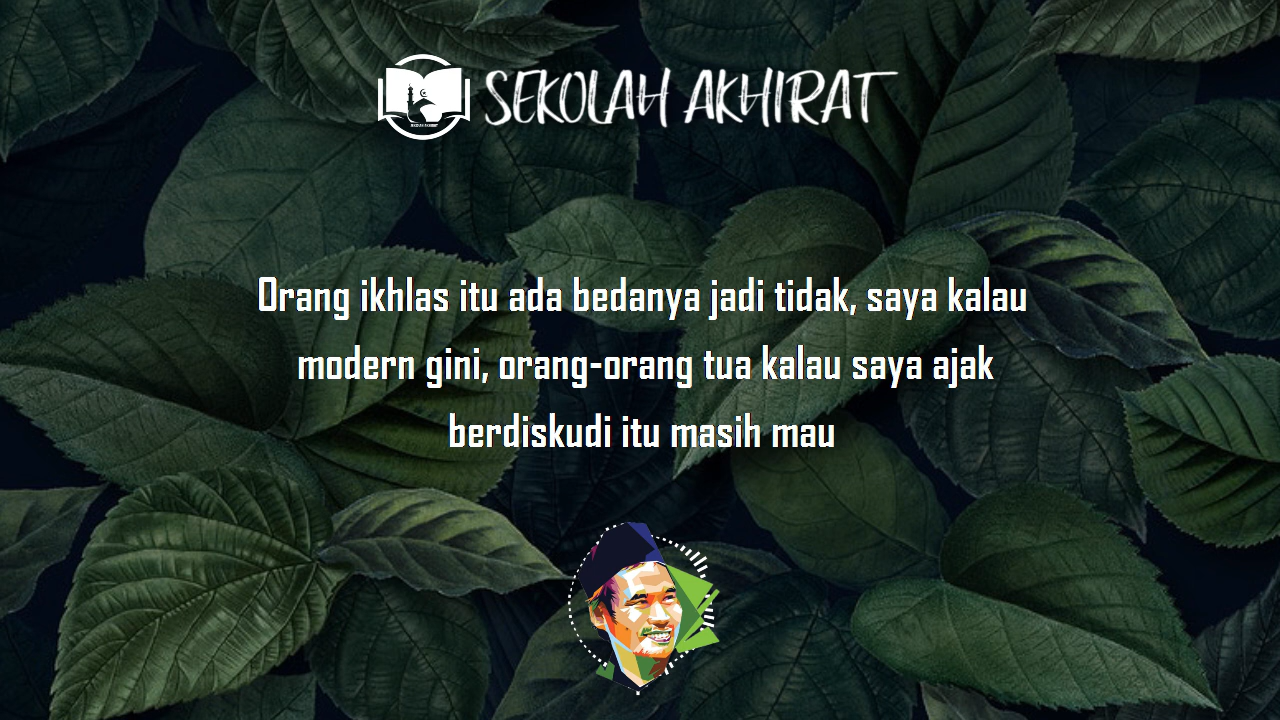 SEKOLAH AKHIRAT
Orang ikhlas itu ada bedanya jadi tidak, saya kalau
modern gini, orang-orang tua kalau saya ajak
berdiskudi itu masih mau